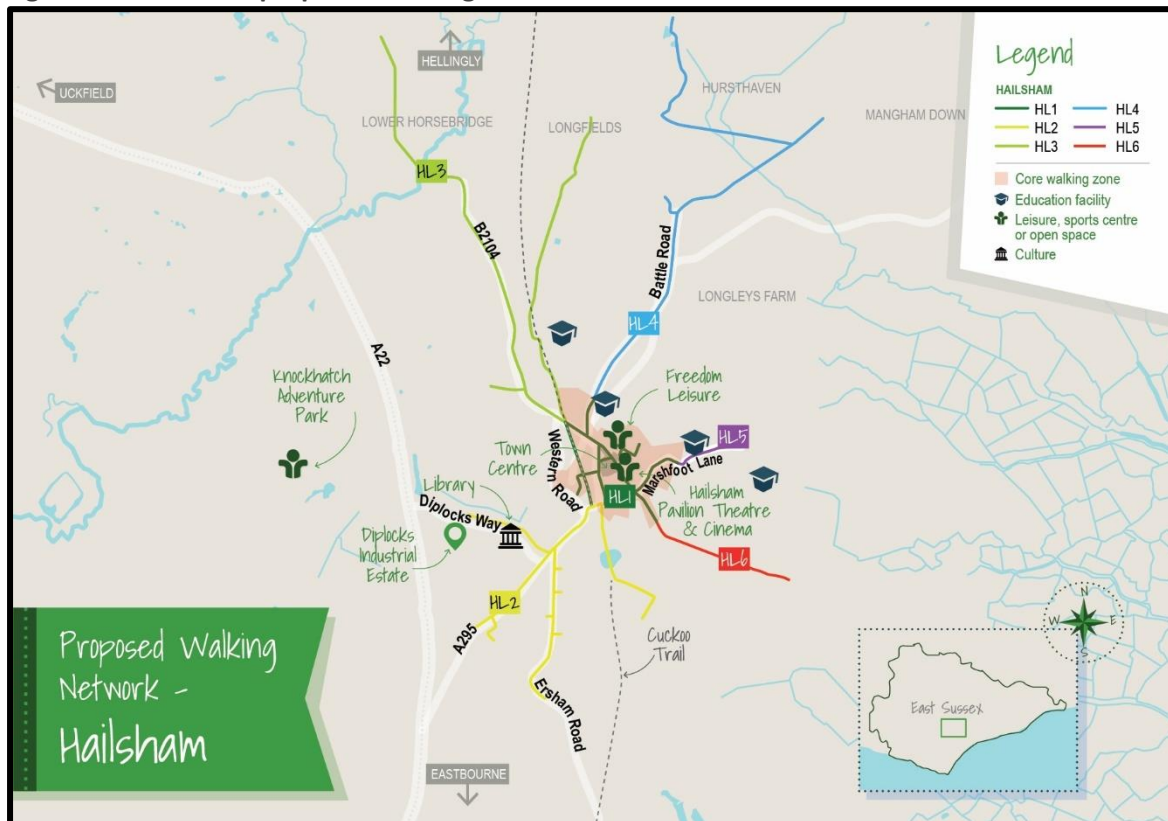 UCKFIELD
HELLINGLY
LOWER HORSEBRIDGE
LONGFIELDS
HURSTHAVEN
MANGHAM DOWN
Legend
HAILSHAM
HL1
HL2
HL3
HL4
HL5
HL6
Core walking zone
Education facility
Leisure, sports centre
or open space
Culture
HL3
B2104
Battle Road
LONGLEYS FARM
HL4
A22
Knockhatch
Adventure
Park
Freedom
Leisure
Town
Centre
Western Road
HL5
Marshfoot Lane
HL1
Hailsham
Pavilion Theatre
& Cinema
Library
Diplocks Way
Diplocks
Industrial
Estate
HL6
HL2
A295
Ersham Road
Cuckoo
Trail
Proposed Walking
Network -
Hailsham
EASTBOURNE
N
W
E
S
East Sussex